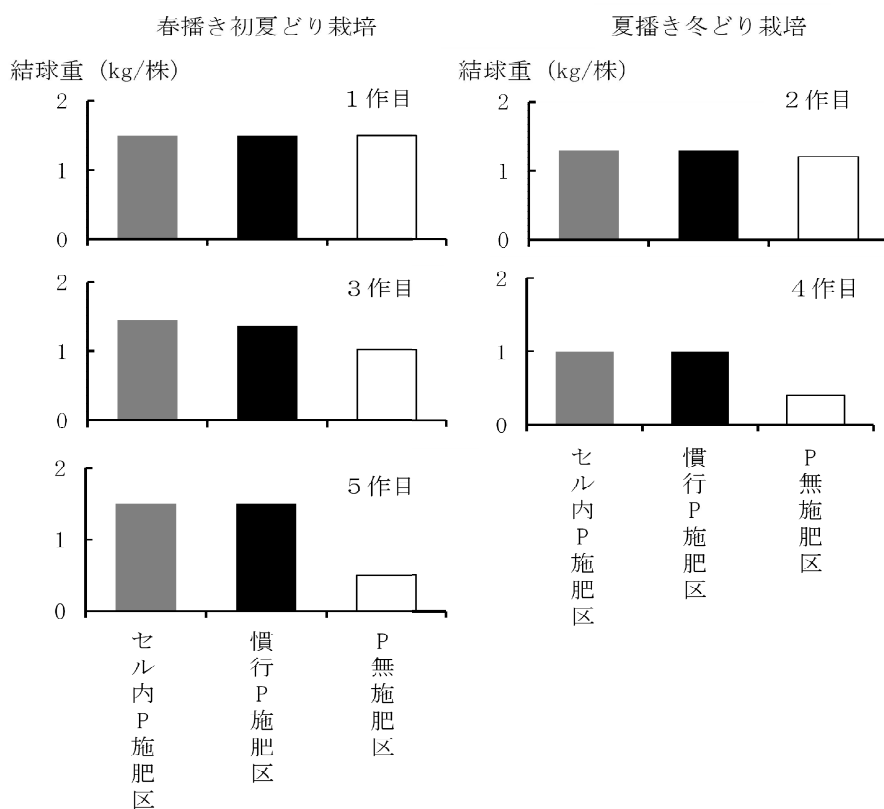 春播き初夏どり栽培
結球重 (kg/株)
1作目
2
1
0
3作目
2
1
0
5作目
2
1
0
セル内P施肥区
慣行P施肥区
P無施肥区
夏播き冬どり栽培
結球重 (kg/株)
2作目
2
1
0
4作目
2
1
0
セル内P施肥区
慣行P施肥区
P無施肥区